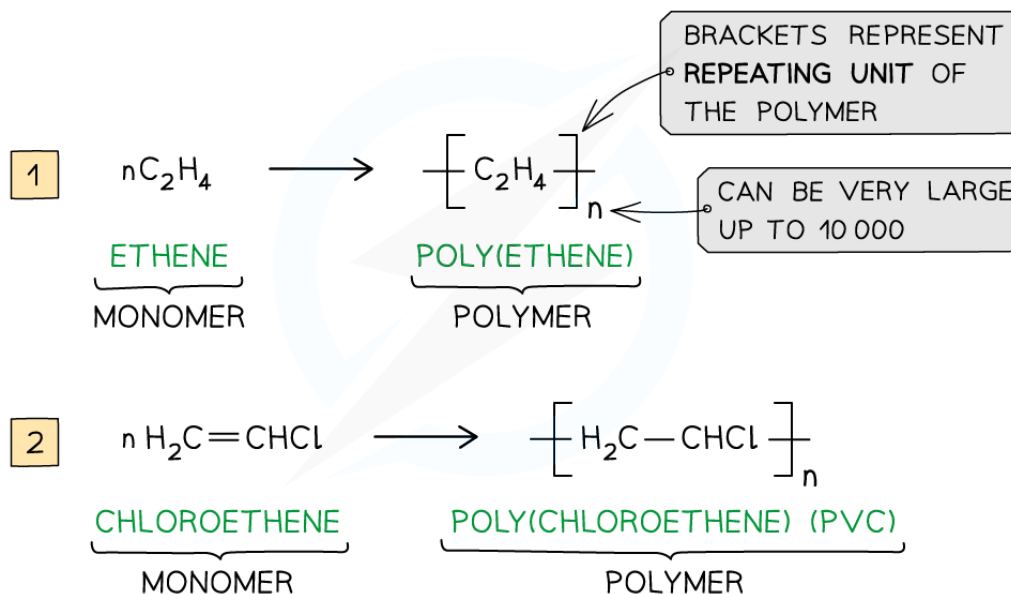 BRACKETS REPRESENT
REPEATING UNIT OF
THE POLYMER
1
nC₂H₄ ⟶ –[C₂H₄]–n
CAN BE VERY LARGE
UP TO 10 000
ETHENE POLY(ETHENE)
MONOMER POLYMER
2
n H₂C=CHCl ⟶ –[H₂C–CHCl]–n
CHLOROETHENE POLY(CHLOROETHENE) (PVC)
MONOMER POLYMER